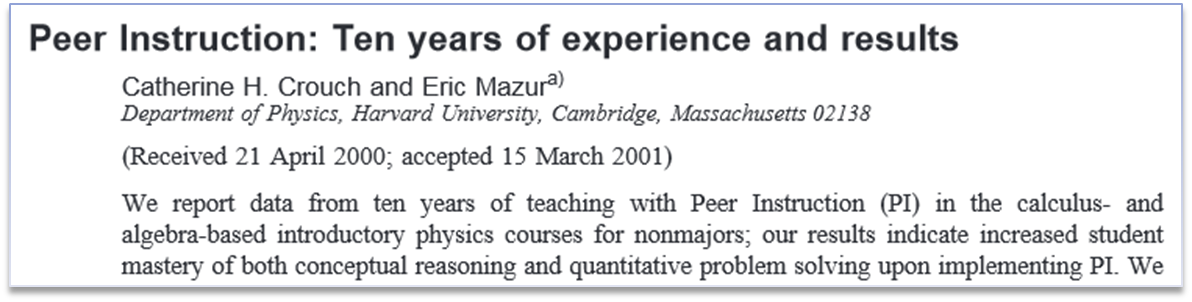 Peer Instruction: Ten years of experience and results
Catherine H. Crouch and Eric Mazura)
Department of Physics, Harvard University, Cambridge, Massachusetts 02138
(Received 21 April 2000; accepted 15 March 2001)
We report data from ten years of teaching with Peer Instruction (PI) in the calculus- and
algebra-based introductory physics courses for nonmajors; our results indicate increased student
mastery of both conceptual reasoning and quantitative problem solving upon implementing PI. We